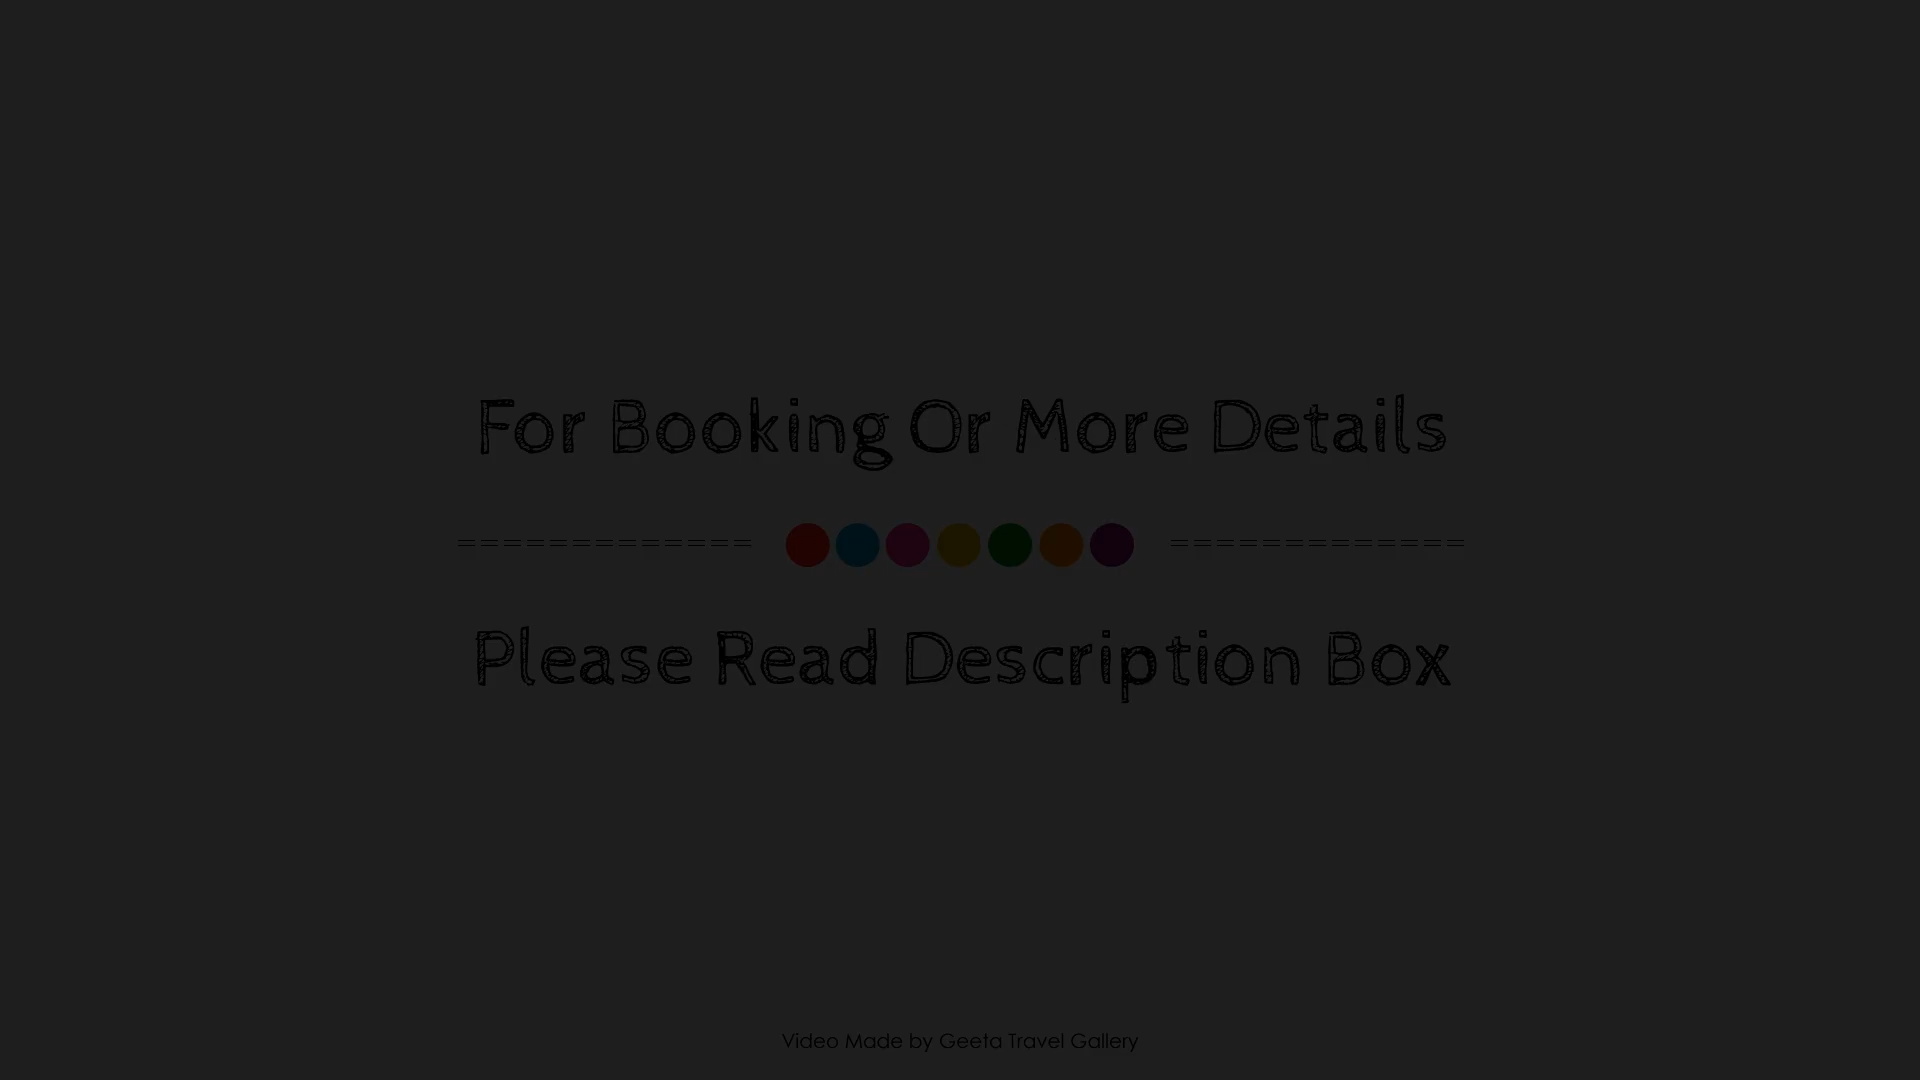 For Booking Or More Details
============= =============
Please Read Description Box
Video Made by Geeta Travel Gallery